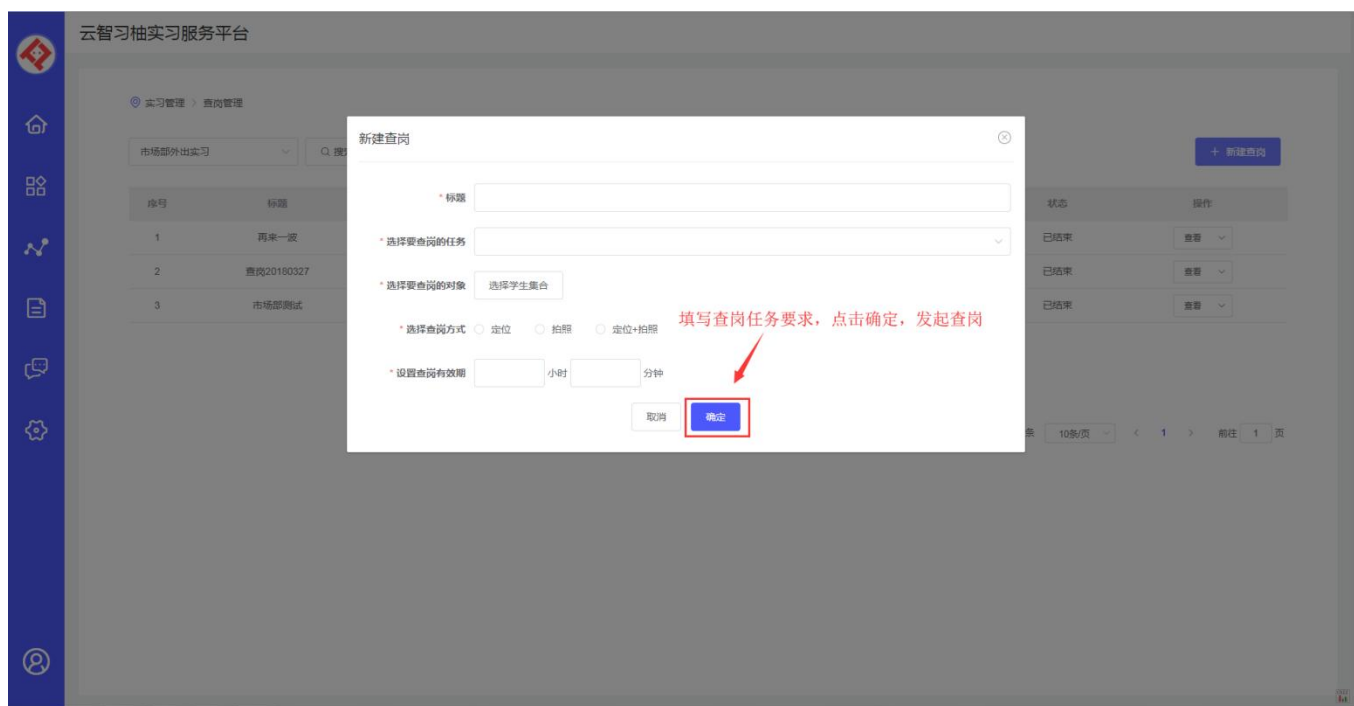 云智习柚实习服务平台
实习管理 > 查岗管理
市场部外出实习
搜
+ 新建查岗
序号 标题 状态 操作
1 再来一波 已结束 查看
2 查岗20180327 已结束 查看
3 市场部测试 已结束 查看
新建查岗
* 标题
* 选择要查岗的任务
* 选择要查岗的对象 选择学生集合
* 选择查岗方式 定位 拍照 定位+拍照
填写查岗任务要求，点击确定，发起查岗
* 设置查岗有效期 小时 分钟
取消 确定
条 10条/页 < 1 > 前往 1 页